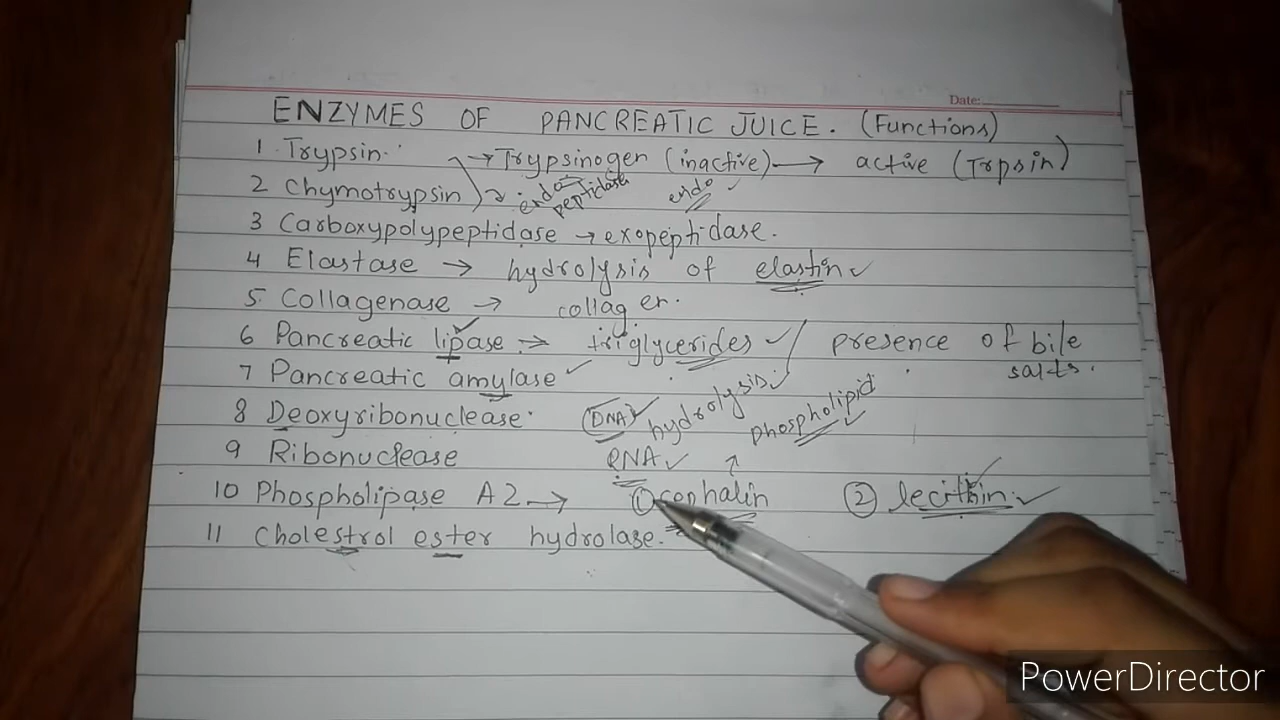 Date:
ENZYMES OF PANCREATIC JUICE. (Functions)
1. Trypsin → Trypsinogen (inactive) → active (Trpsin)
2 Chymotrypsin → endo peptidase endo
3 Carboxypolypeptidase → exopeptidase.
4 Elastase → hydrolysis of elastin
5. Collagenase → collagen.
6 Pancreatic lipase → triglycerides presence of bile salts.
7 Pancreatic amylase hydrolysis
8 Deoxyribonuclease DNA phospholipid
9 Ribonuclease RNA
10 Phospholipase A2 → ① cephalin ② lecithin
11 Cholestrol ester hydrolase.
PowerDirector